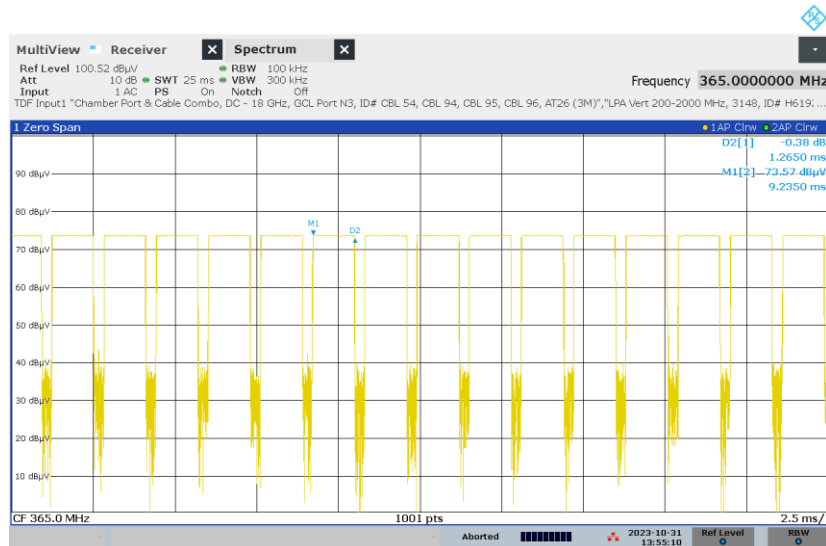 MultiView Receiver X Spectrum X
Ref Level 100.52 dBµV RBW 100 kHz
Att 10 dB SWT 25 ms VBW 300 kHz Frequency 365.0000000 MHz
Input 1 AC PS On Notch Off
TDF Input1 "Chamber Port & Cable Combo, DC - 18 GHz, GCL Port N3, ID# CBL 54, CBL 94, CBL 95, CBL 96, AT26 (3M)","LPA Vert 200-2000 MHz, 3148, ID# H619: ...
1 Zero Span 1AP Clrw 2AP Clrw
D2[1] -0.38 dB
1.2650 ms
M1[2] 73.57 dBµV
9.2350 ms
90 dBµV
80 dBµV
M1
D2
70 dBµV
60 dBµV
50 dBµV
40 dBµV
30 dBµV
20 dBµV
10 dBµV
CF 365.0 MHz 1001 pts 2.5 ms/
Aborted 2023-10-31 Ref Level RBW
13:55:10